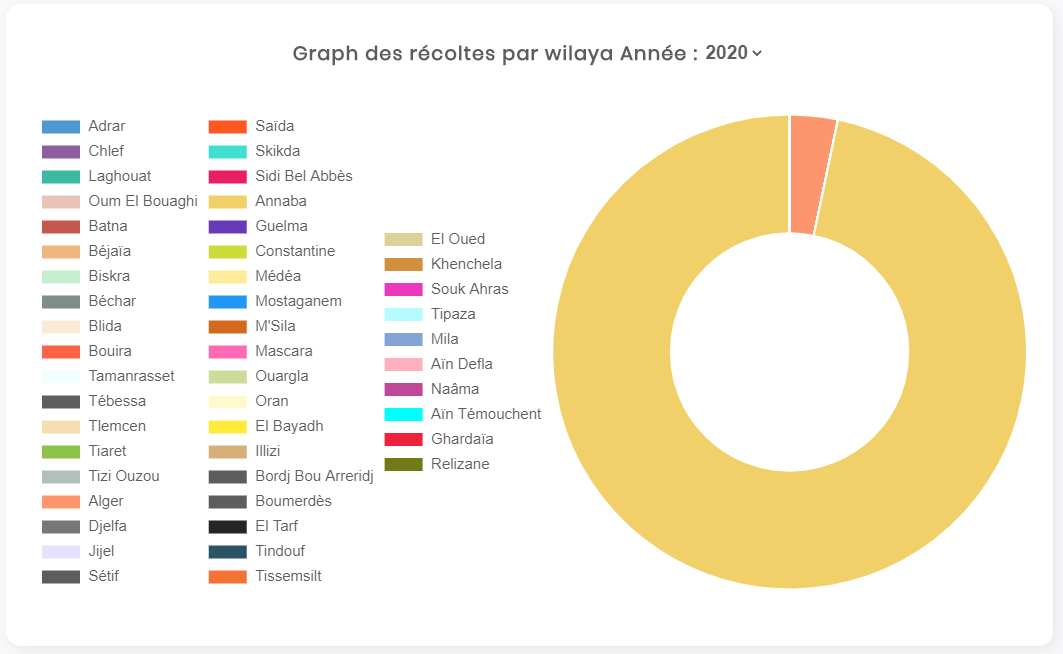 Graph des récoltes par wilaya Année : 2020
Adrar
Chlef
Laghouat
Oum El Bouaghi
Batna
Béjaïa
Biskra
Béchar
Blida
Bouira
Tamanrasset
Tébessa
Tlemcen
Tiaret
Tizi Ouzou
Alger
Djelfa
Jijel
Sétif
Saïda
Skikda
Sidi Bel Abbès
Annaba
Guelma
Constantine
Médéa
Mostaganem
M'Sila
Mascara
Ouargla
Oran
El Bayadh
Illizi
Bordj Bou Arreridj
Boumerdès
El Tarf
Tindouf
Tissemsilt
El Oued
Khenchela
Souk Ahras
Tipaza
Mila
Aïn Defla
Naâma
Aïn Témouchent
Ghardaïa
Relizane